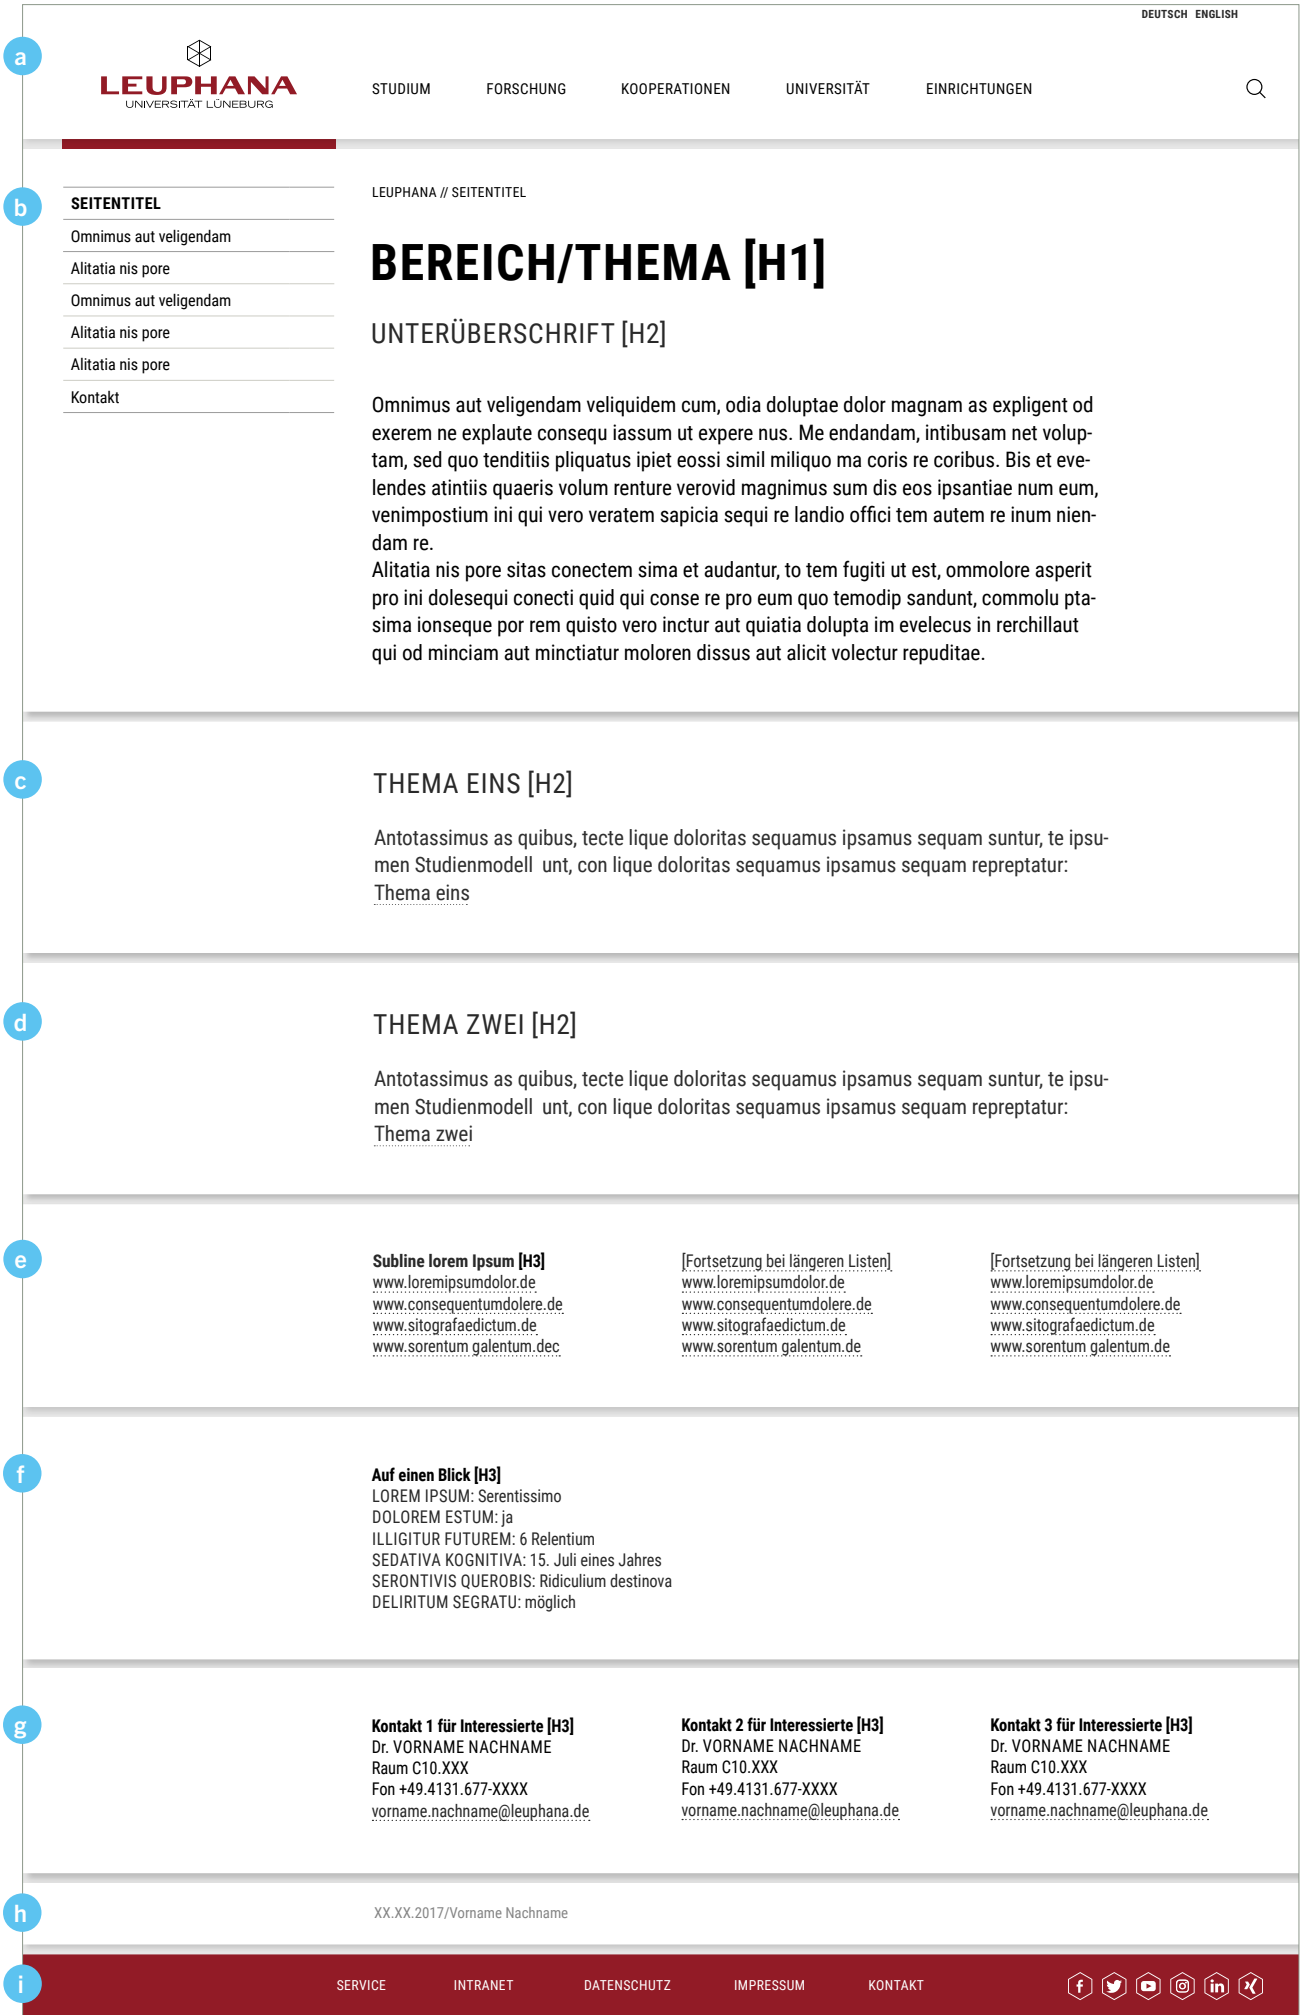 DEUTSCH ENGLISH
a
LEUPHANA
UNIVERSITÄT LÜNEBURG
STUDIUM FORSCHUNG KOOPERATIONEN UNIVERSITÄT EINRICHTUNGEN
b
SEITENTITEL
Omnimus aut veligendam
Alitatia nis pore
Omnimus aut veligendam
Alitatia nis pore
Alitatia nis pore
Kontakt
LEUPHANA // SEITENTITEL
BEREICH/THEMA [H1]
UNTERÜBERSCHRIFT [H2]
Omnimus aut veligendam veliquidem cum, odia doluptae dolor magnam as expligent od
exerem ne explaute consequ iassum ut expere nus. Me endandam, intibusam net volup-
tam, sed quo tenditiis pliquatus ipiet eossi simil miliquo ma coris re coribus. Bis et eve-
lendes atintiis quaeris volum renture verovid magnimus sum dis eos ipsantiae num eum,
venimpostium ini qui vero veratem sapicia sequi re landio offici tem autem re inum nien-
dam re.
Alitatia nis pore sitas conectem sima et audantur, to tem fugiti ut est, ommolore asperit
pro ini dolesequi conecti quid qui conse re pro eum quo temodip sandunt, commolu pta-
sima ionseque por rem quisto vero inctur aut quiatia dolupta im evelecus in rerchillaut
qui od minciam aut minctiatur moloren dissus aut alicit volectur repuditae.
c
THEMA EINS [H2]
Antotassimus as quibus, tecte lique doloritas sequamus ipsamus sequam suntur, te ipsu-
men Studienmodell unt, con lique doloritas sequamus ipsamus sequam repreptatur:
Thema eins
d
THEMA ZWEI [H2]
Antotassimus as quibus, tecte lique doloritas sequamus ipsamus sequam suntur, te ipsu-
men Studienmodell unt, con lique doloritas sequamus ipsamus sequam repreptatur:
Thema zwei
e
Subline lorem Ipsum [H3]
www.loremipsumdolor.de
www.consequentumdolere.de
www.sitografaedictum.de
www.sorentum galentum.dec
[Fortsetzung bei längeren Listen]
www.loremipsumdolor.de
www.consequentumdolere.de
www.sitografaedictum.de
www.sorentum galentum.de
[Fortsetzung bei längeren Listen]
www.loremipsumdolor.de
www.consequentumdolere.de
www.sitografaedictum.de
www.sorentum galentum.de
f
Auf einen Blick [H3]
LOREM IPSUM: Serentissimo
DOLOREM ESTUM: ja
ILLIGITUR FUTUREM: 6 Relentium
SEDATIVA KOGNITIVA: 15. Juli eines Jahres
SERONTIVIS QUEROBIS: Ridiculium destinova
DELIRITUM SEGRATU: möglich
g
Kontakt 1 für Interessierte [H3]
Dr. VORNAME NACHNAME
Raum C10.XXX
Fon +49.4131.677-XXXX
vorname.nachname@leuphana.de
Kontakt 2 für Interessierte [H3]
Dr. VORNAME NACHNAME
Raum C10.XXX
Fon +49.4131.677-XXXX
vorname.nachname@leuphana.de
Kontakt 3 für Interessierte [H3]
Dr. VORNAME NACHNAME
Raum C10.XXX
Fon +49.4131.677-XXXX
vorname.nachname@leuphana.de
h
XX.XX.2017/Vorname Nachname
i
SERVICE INTRANET DATENSCHUTZ IMPRESSUM KONTAKT